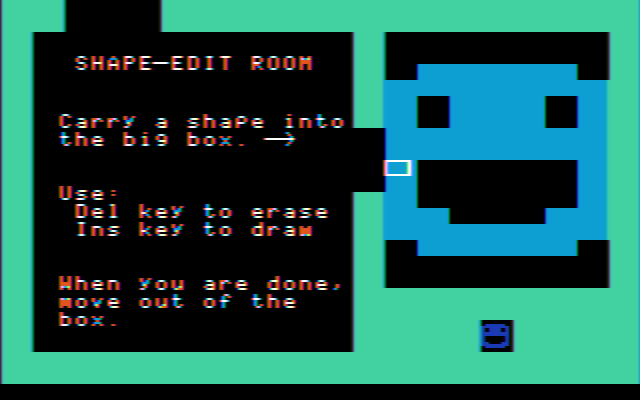 SHAPE-EDIT ROOM
Carry a shape into
the big box. →
Use:
Del key to erase
Ins key to draw
When you are done,
move out of the
box.